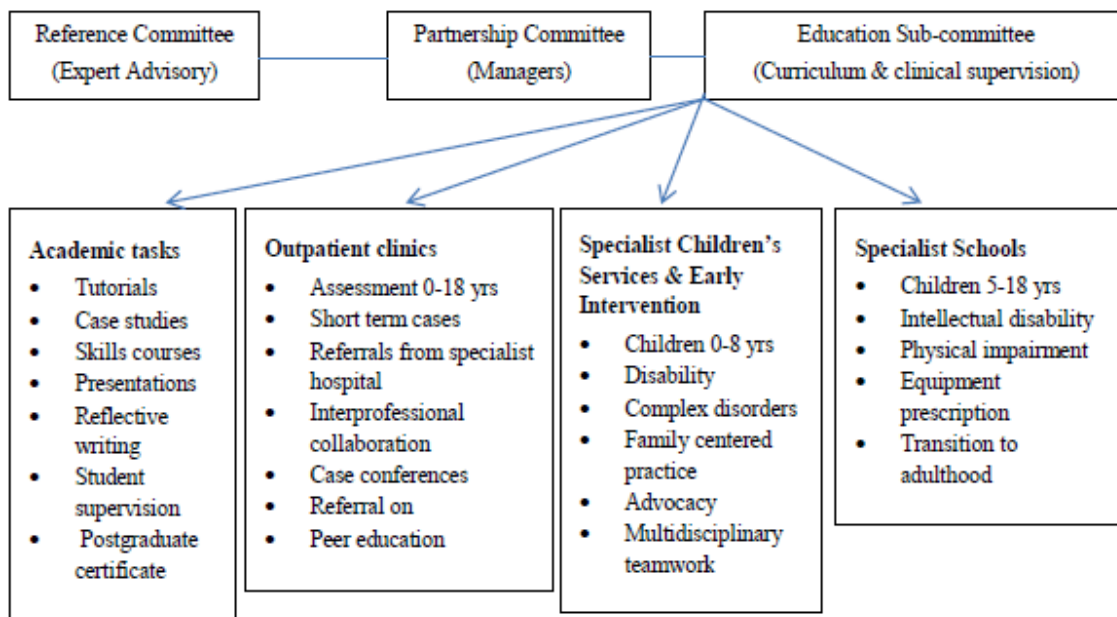 Reference Committee
(Expert Advisory)
Partnership Committee
(Managers)
Education Sub-committee
(Curriculum & clinical supervision)
Academic tasks
• Tutorials
• Case studies
• Skills courses
• Presentations
• Reflective
writing
• Student
supervision
• Postgraduate
certificate
Outpatient clinics
• Assessment 0-18 yrs
• Short term cases
• Referrals from specialist
hospital
• Interprofessional
collaboration
• Case conferences
• Referral on
• Peer education
Specialist Children’s
Services & Early
Intervention
• Children 0-8 yrs
• Disability
• Complex disorders
• Family centered
practice
• Advocacy
• Multidisciplinary
teamwork
Specialist Schools
• Children 5-18 yrs
• Intellectual disability
• Physical impairment
• Equipment
prescription
• Transition to
adulthood